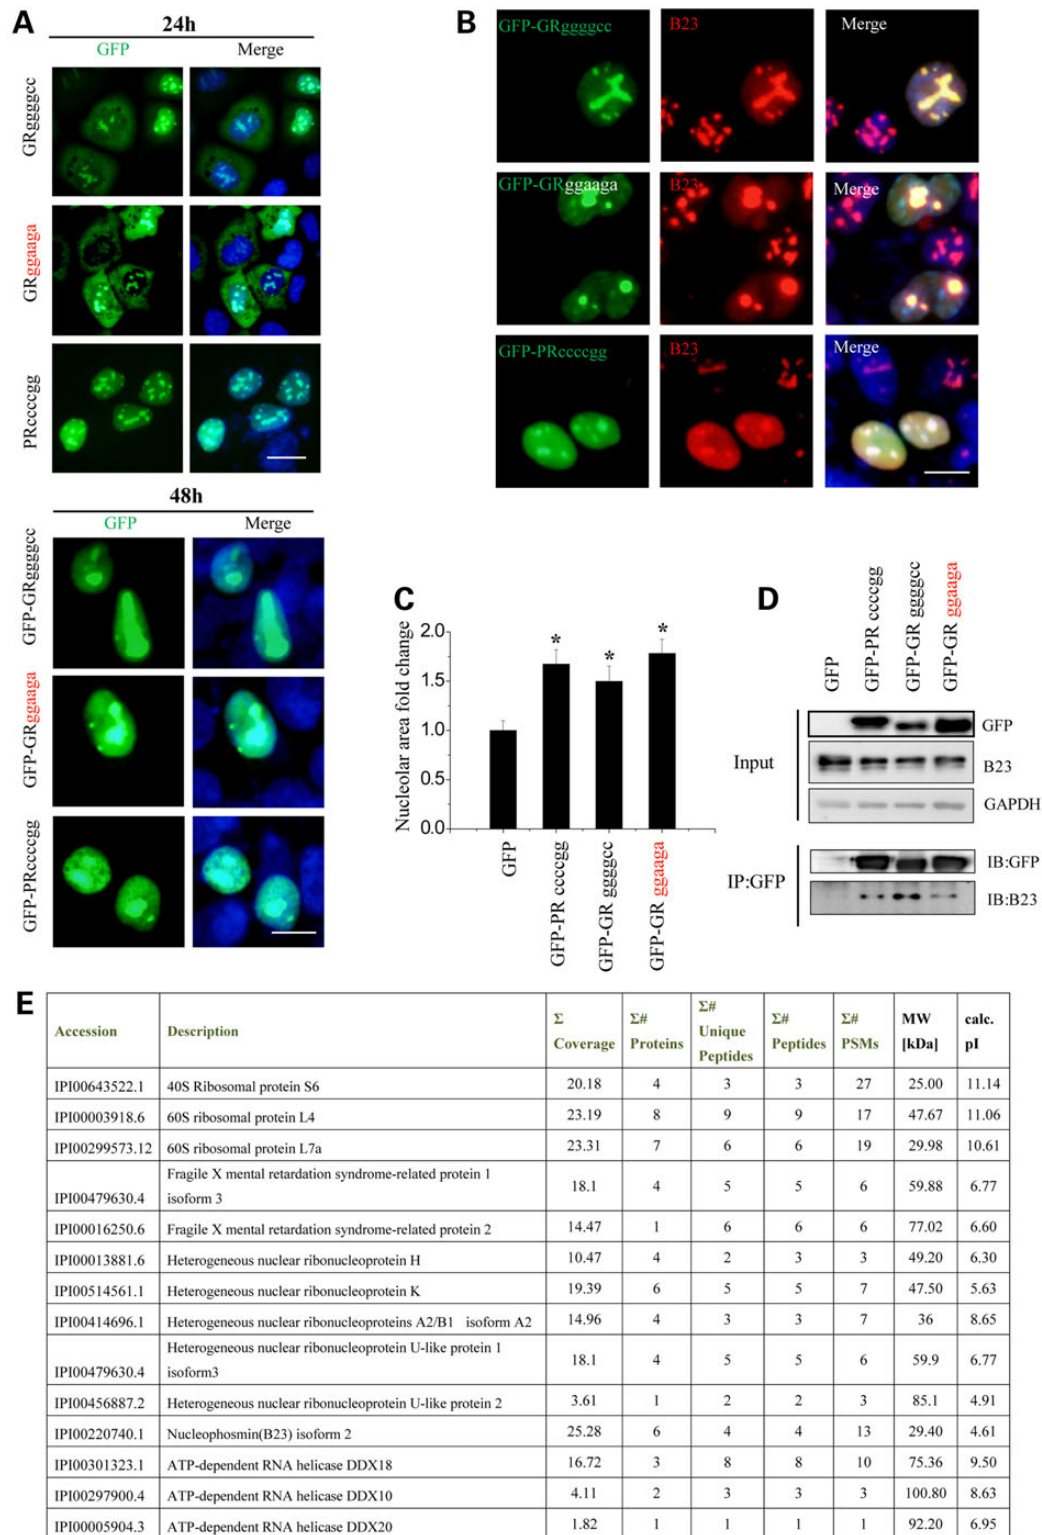 A
24h
GFP Merge
GRggggcc
GRggaaga
PRccccgg
48h
GFP Merge
GFP-GRggggcc
GFP-GRggaaga
GFP-PRccccgg
B
GFP-GRggggcc B23 Merge
GFP-GRggaaga B23 Merge
GFP-PRccccgg B23 Merge
C
Nucleolar area fold change
2.0
1.5
1.0
0.5
0.0
* * *
GFP
GFP-PR ccccgg
GFP-GR ggggcc
GFP-GR ggaaga
D
GFP
GFP-PR ccccgg
GFP-GR ggggcc
GFP-GR ggaaga
Input
GFP
B23
GAPDH
IP:GFP
IB:GFP
IB:B23
E
Accession Description Σ Coverage Σ# Proteins Σ# Unique Peptides Σ# Peptides Σ# PSMs MW [kDa] calc. pI
IPI00643522.1 40S Ribosomal protein S6 20.18 4 3 3 27 25.00 11.14
IPI00003918.6 60S ribosomal protein L4 23.19 8 9 9 17 47.67 11.06
IPI00299573.12 60S ribosomal protein L7a 23.31 7 6 6 19 29.98 10.61
IPI00479630.4 Fragile X mental retardation syndrome-related protein 1 isoform 3 18.1 4 5 5 6 59.88 6.77
IPI00016250.6 Fragile X mental retardation syndrome-related protein 2 14.47 1 6 6 6 77.02 6.60
IPI00013881.6 Heterogeneous nuclear ribonucleoprotein H 10.47 4 2 3 3 49.20 6.30
IPI00514561.1 Heterogeneous nuclear ribonucleoprotein K 19.39 6 5 5 7 47.50 5.63
IPI00414696.1 Heterogeneous nuclear ribonucleoproteins A2/B1 isoform A2 14.96 4 3 3 7 36 8.65
IPI00479630.4 Heterogeneous nuclear ribonucleoprotein U-like protein 1 isoform3 18.1 4 5 5 6 59.9 6.77
IPI00456887.2 Heterogeneous nuclear ribonucleoprotein U-like protein 2 3.61 1 2 2 3 85.1 4.91
IPI00220740.1 Nucleophosmin(B23) isoform 2 25.28 6 4 4 13 29.40 4.61
IPI00301323.1 ATP-dependent RNA helicase DDX18 16.72 3 8 8 10 75.36 9.50
IPI00297900.4 ATP-dependent RNA helicase DDX10 4.11 2 3 3 3 100.80 8.63
IPI00005904.3 ATP-dependent RNA helicase DDX20 1.82 1 1 1 1 92.20 6.95